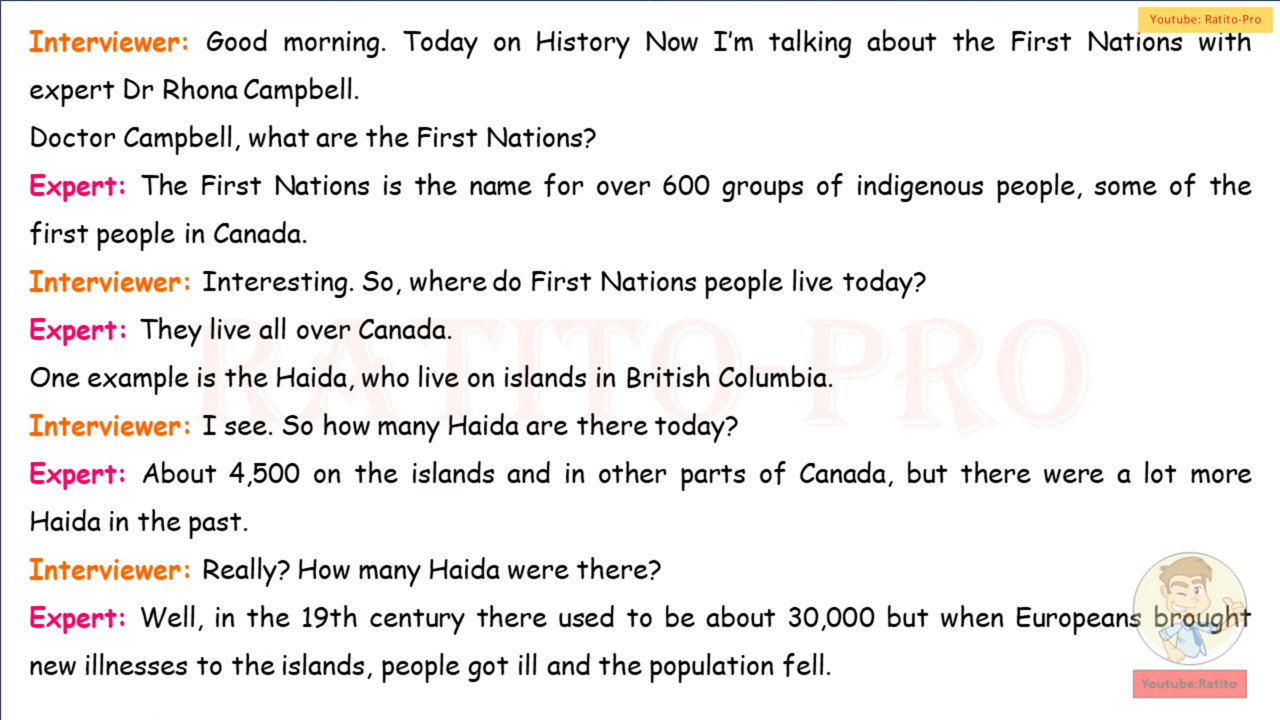 Youtube: Ratito-Pro
Interviewer: Good morning. Today on History Now I'm talking about the First Nations with
expert Dr Rhona Campbell.
Doctor Campbell, what are the First Nations?
Expert: The First Nations is the name for over 600 groups of indigenous people, some of the
first people in Canada.
Interviewer: Interesting. So, where do First Nations people live today?
Expert: They live all over Canada.
RATITO-PRO
One example is the Haida, who live on islands in British Columbia.
Interviewer: I see. So how many Haida are there today?
Expert: About 4,500 on the islands and in other parts of Canada, but there were a lot more
Haida in the past.
Interviewer: Really? How many Haida were there?
Expert: Well, in the 19th century there used to be about 30,000 but when Europeans brought
new illnesses to the islands, people got ill and the population fell.
Youtube:Ratito